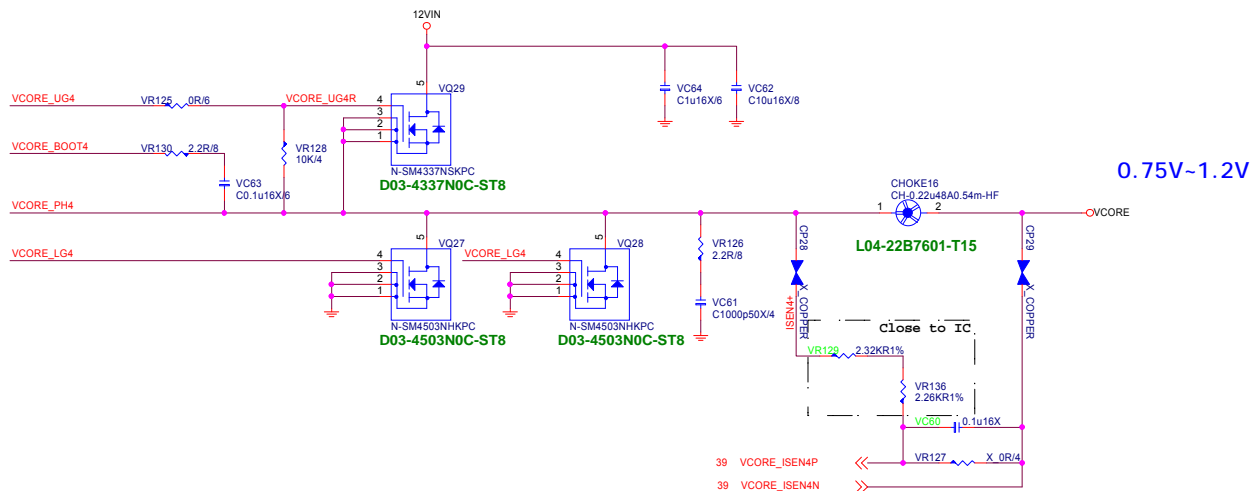 12VIN
VCORE_UG4
VR125
0R/6
VCORE_UG4R
VQ29
5
4
3
2
1
VC64
C1u16X/6
VC62
C10u16X/8
VCORE_BOOT4
VR130
2.2R/8
VR128
10K/4
N-SM4337NSKPC
D03-4337N0C-ST8
VC63
C0.1u16X/6
0.75V~1.2V
CHOKE16
CH-0.22u48A0.54m-HF
VCORE_PH4
1
2
VCORE
L04-22B7601-T15
VCORE_LG4
5
VQ27
4
3
2
1
N-SM4503NHKPC
D03-4503N0C-ST8
VCORE_LG4
5
VQ28
4
3
2
1
N-SM4503NHKPC
D03-4503N0C-ST8
VR126
2.2R/8
VC61
C1000p50X/4
CP28
X_COPPER
ISEN4+
CP29
X_COPPER
Close to IC
VR129
2.32KR1%
VR136
2.26KR1%
VC60
0.1u16X
39 VCORE_ISEN4P
VR127
X_0R/4
39 VCORE_ISEN4N